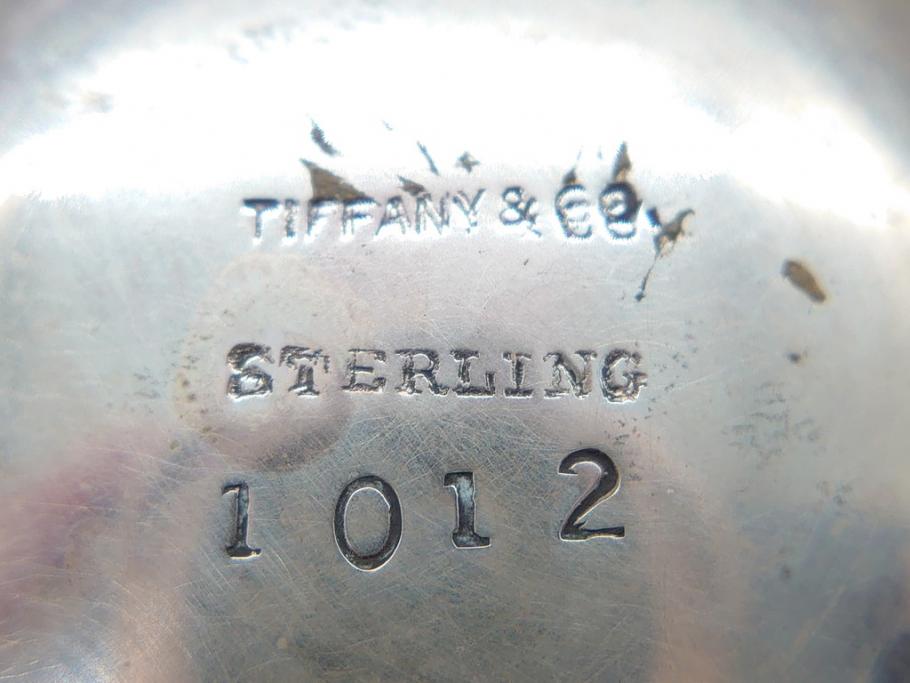 TIFFANY & CO.
STERLING
1012